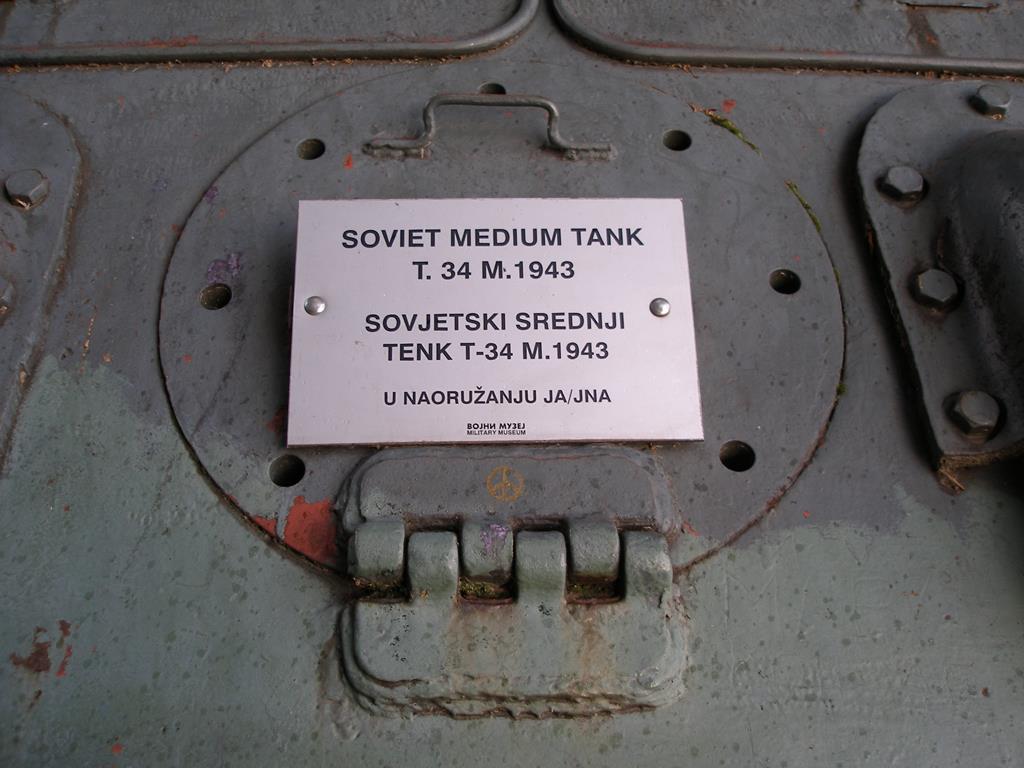 SOVIET MEDIUM TANK
T. 34 M.1943
SOVJETSKI SREDNJI
TENK T-34 M.1943
U NAORUŽANJU JA/JNA
ВОЈНИ МУЗЕЈ
MILITARY MUSEUM